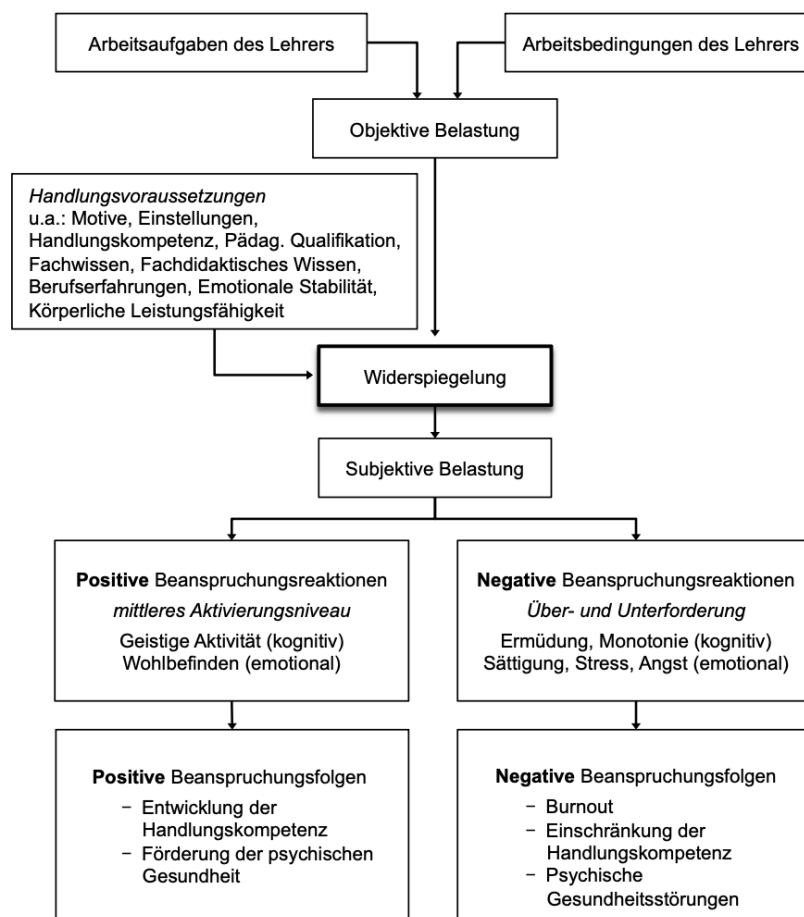 Arbeitsaufgaben des Lehrers
Arbeitsbedingungen des Lehrers
Objektive Belastung
Handlungsvoraussetzungen
u.a.: Motive, Einstellungen,
Handlungskompetenz, Pädag. Qualifikation,
Fachwissen, Fachdidaktisches Wissen,
Berufserfahrungen, Emotionale Stabilität,
Körperliche Leistungsfähigkeit
Widerspiegelung
Subjektive Belastung
Positive Beanspruchungsreaktionen
mittleres Aktivierungsniveau
Geistige Aktivität (kognitiv)
Wohlbefinden (emotional)
Negative Beanspruchungsreaktionen
Über- und Unterforderung
Ermüdung, Monotonie (kognitiv)
Sättigung, Stress, Angst (emotional)
Positive Beanspruchungsfolgen
− Entwicklung der
Handlungskompetenz
− Förderung der psychischen
Gesundheit
Negative Beanspruchungsfolgen
− Burnout
− Einschränkung der
Handlungskompetenz
− Psychische
Gesundheitsstörungen